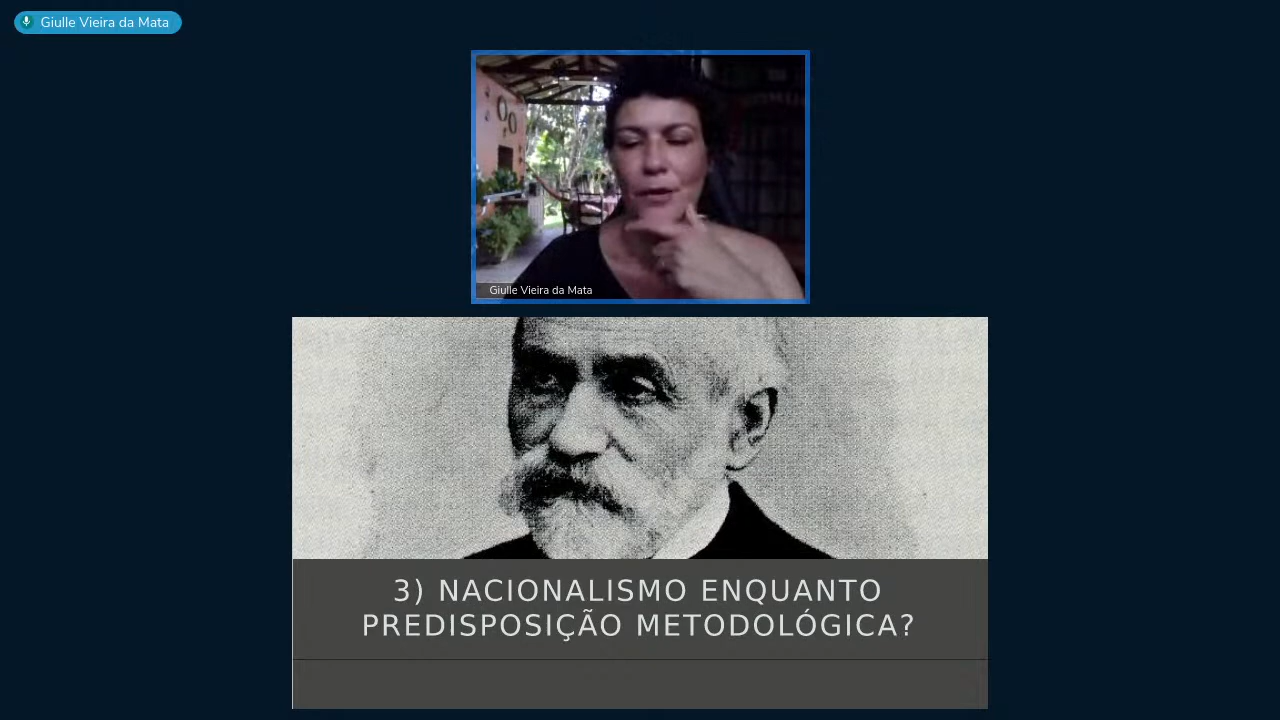 Giulle Vieira da Mata
Giulle Vieira da Mata
3) NACIONALISMO ENQUANTO
PREDISPOSIÇÃO METODOLÓGICA?